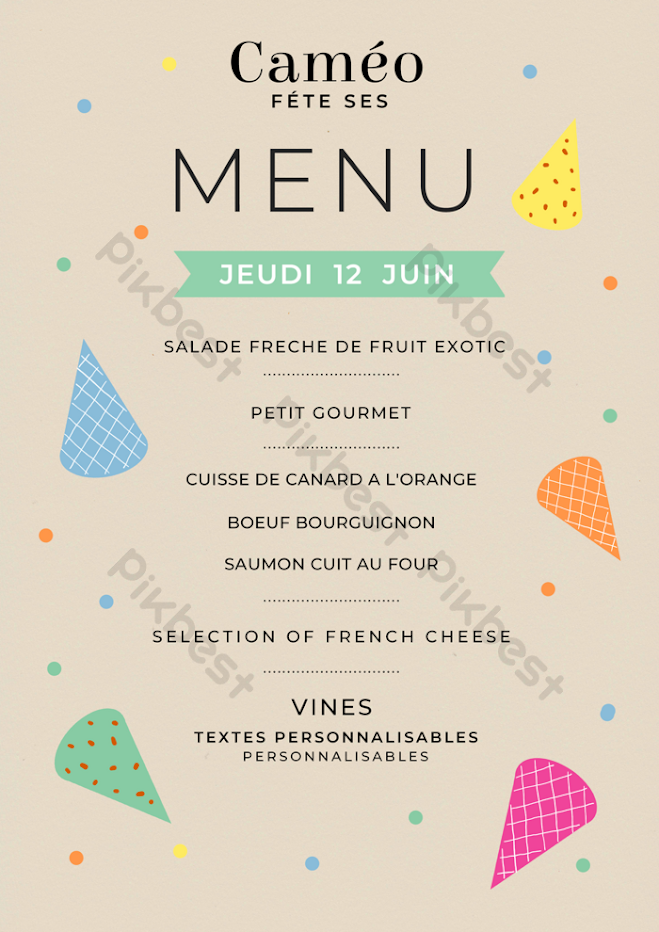 Caméo
FÉTE SES
MENU
JEUDI 12 JUIN
SALADE FRECHE DE FRUIT EXOTIC
PETIT GOURMET
CUISSE DE CANARD A L'ORANGE
BOEUF BOURGUIGNON
SAUMON CUIT AU FOUR
SELECTION OF FRENCH CHEESE
VINES
TEXTES PERSONNALISABLES
PERSONNALISABLES
Pikbest
Pikbest
Pikbest
Pikbest
Pikbest